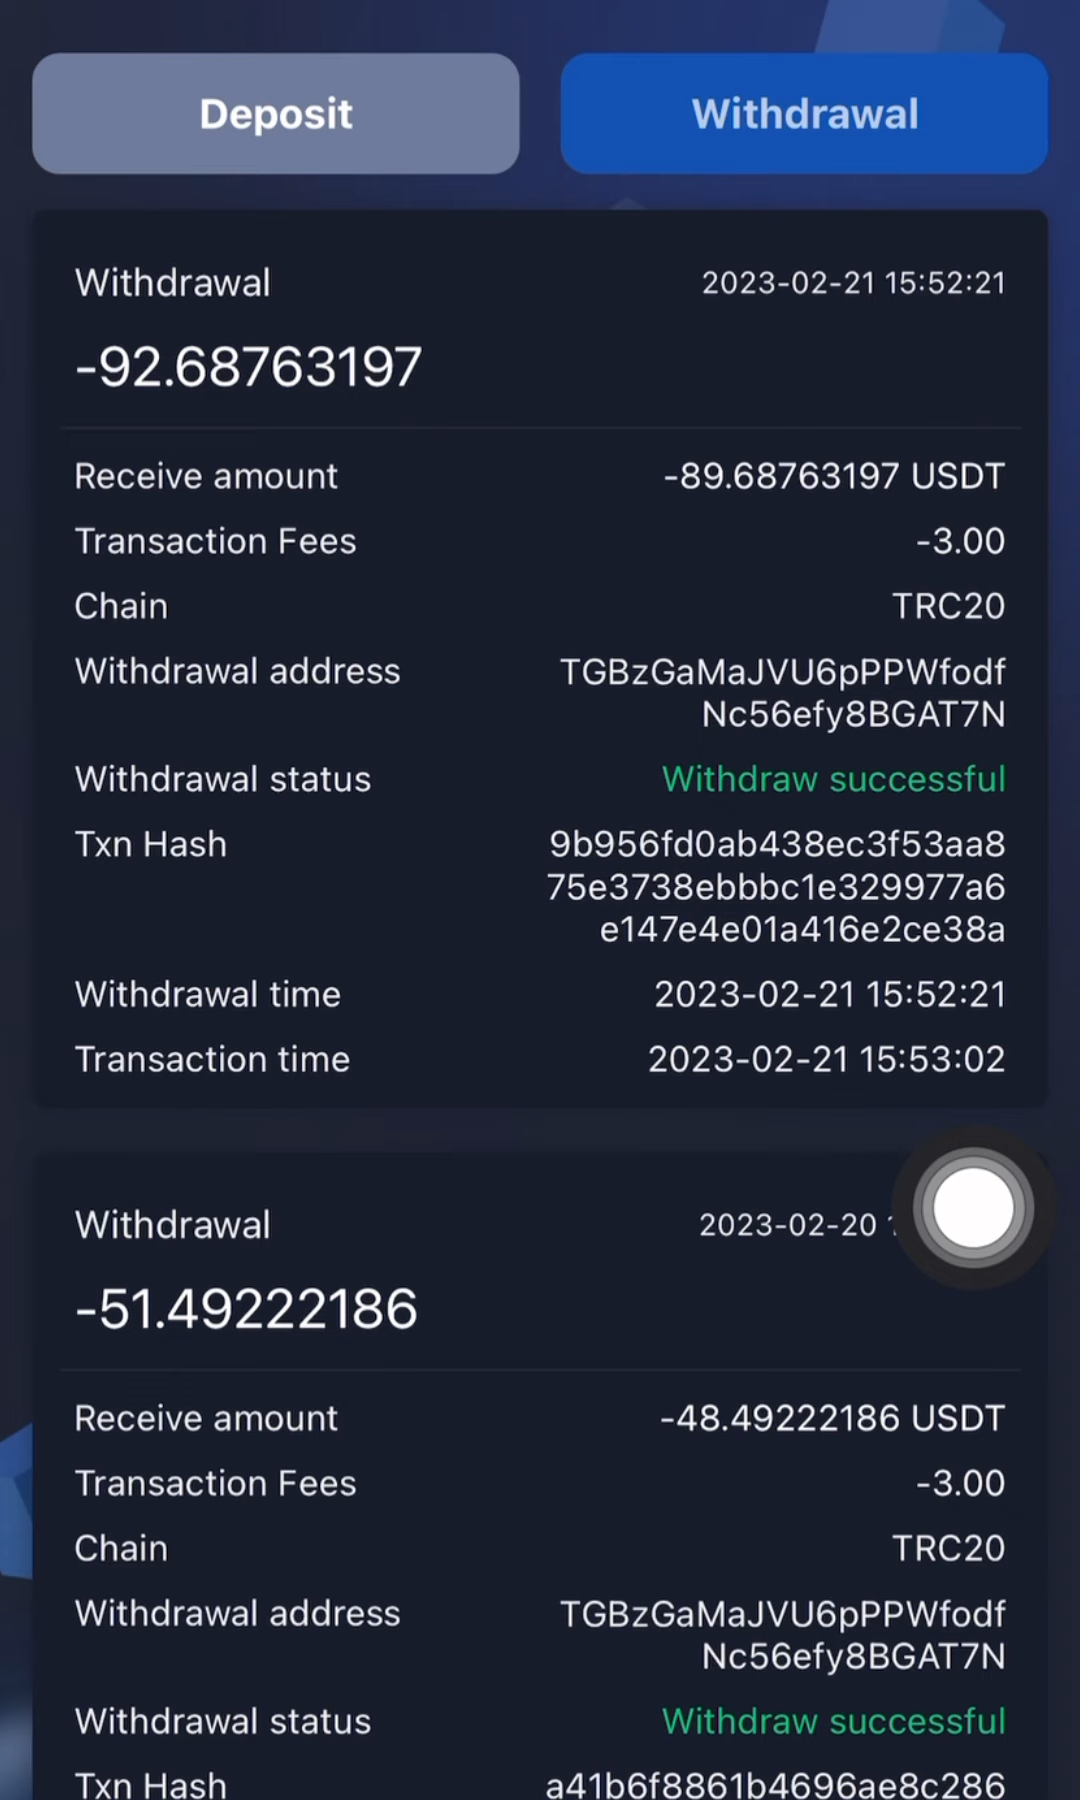 Deposit
Withdrawal
Withdrawal 2023-02-21 15:52:21
-92.68763197
Receive amount -89.68763197 USDT
Transaction Fees -3.00
Chain TRC20
Withdrawal address TGBzGaMaJVU6pPPWfodf
Nc56efy8BGAT7N
Withdrawal status Withdraw successful
Txn Hash 9b956fd0ab438ec3f53aa8
75e3738ebbbc1e329977a6
e147e4e01a416e2ce38a
Withdrawal time 2023-02-21 15:52:21
Transaction time 2023-02-21 15:53:02
Withdrawal 2023-02-20
-51.49222186
Receive amount -48.49222186 USDT
Transaction Fees -3.00
Chain TRC20
Withdrawal address TGBzGaMaJVU6pPPWfodf
Nc56efy8BGAT7N
Withdrawal status Withdraw successful
Txn Hash a41b6f8861b4696ae8c286